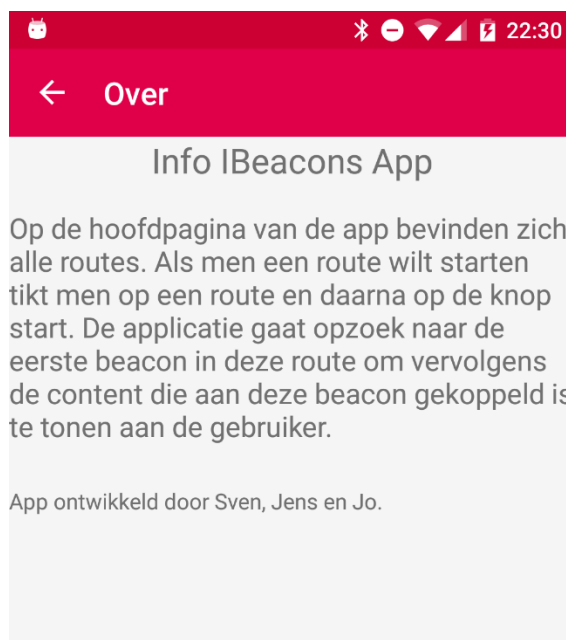 22:30
Over
Info IBeacons App
Op de hoofdpagina van de app bevinden zich
alle routes. Als men een route wilt starten
tikt men op een route en daarna op de knop
start. De applicatie gaat opzoek naar de
eerste beacon in deze route om vervolgens
de content die aan deze beacon gekoppeld is
te tonen aan de gebruiker.
App ontwikkeld door Sven, Jens en Jo.